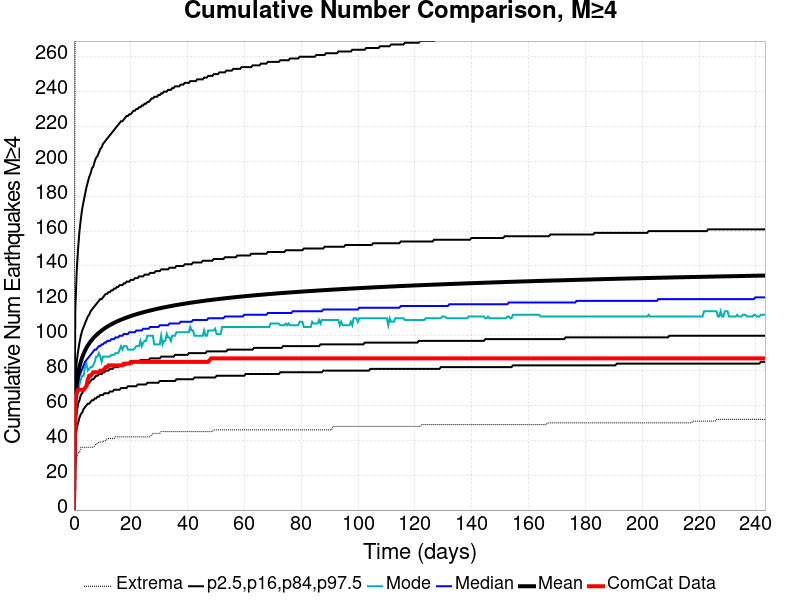 Cumulative Number Comparison, M≥4
Cumulative Num Earthquakes M≥4
260
240
220
200
180
160
140
120
100
80
60
40
20
0
0 20 40 60 80 100 120 140 160 180 200 220 240
Time (days)
Extrema p2.5,p16,p84,p97.5 Mode Median Mean ComCat Data